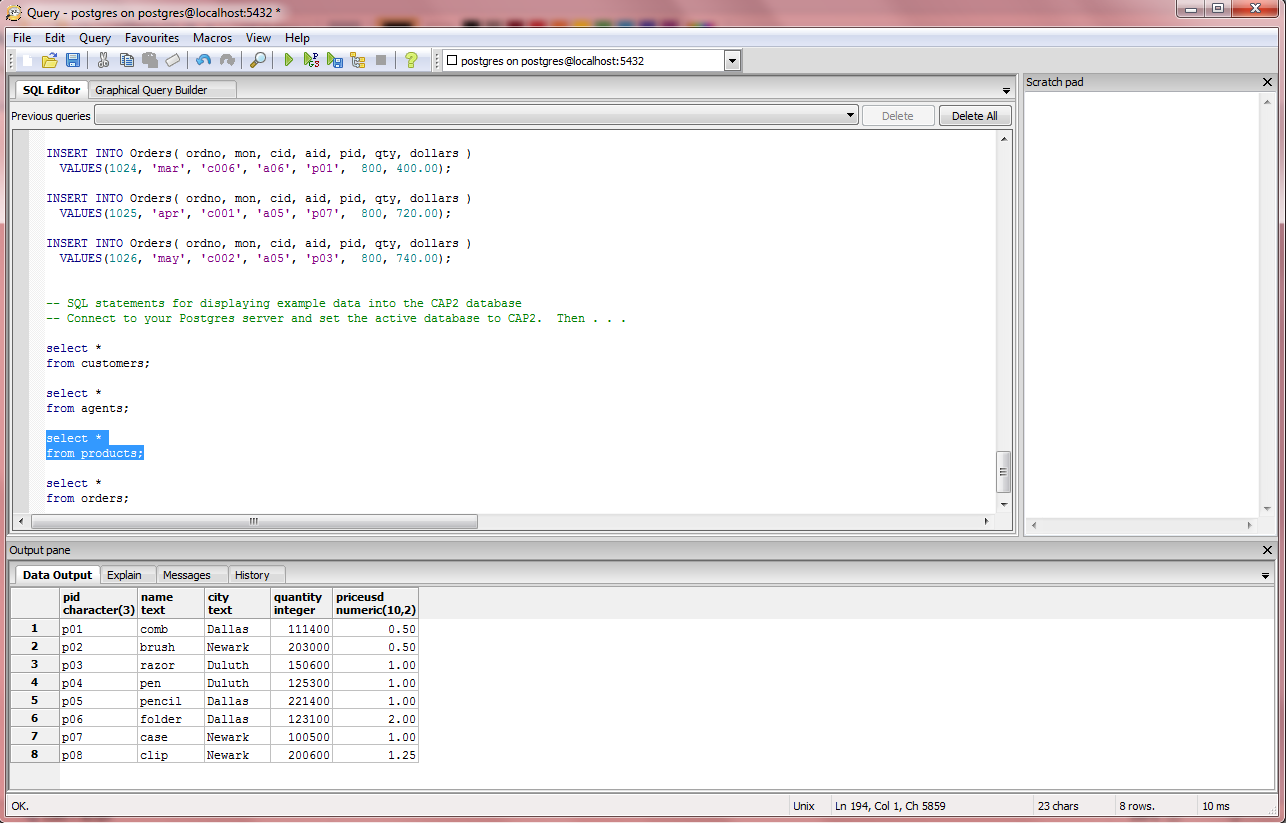 Query - postgres on postgres@localhost:5432 *
File Edit Query Favourites Macros View Help
postgres on postgres@localhost:5432
SQL Editor Graphical Query Builder
Scratch pad
Previous queries Delete Delete All
INSERT INTO Orders( ordno, mon, cid, aid, pid, qty, dollars )
VALUES(1024, 'mar', 'c006', 'a06', 'p01',  800, 400.00);
INSERT INTO Orders( ordno, mon, cid, aid, pid, qty, dollars )
VALUES(1025, 'apr', 'c001', 'a05', 'p07',  800, 720.00);
INSERT INTO Orders( ordno, mon, cid, aid, pid, qty, dollars )
VALUES(1026, 'may', 'c002', 'a05', 'p03',  800, 740.00);
-- SQL statements for displaying example data into the CAP2 database
-- Connect to your Postgres server and set the active database to CAP2.  Then . . .
select *
from customers;
select *
from agents;
select *
from products;
select *
from orders;
Output pane
Data Output Explain Messages History
pid name city quantity priceusd
character(3) text text integer numeric(10,2)
1 p01 comb Dallas 111400 0.50
2 p02 brush Newark 203000 0.50
3 p03 razor Duluth 150600 1.00
4 p04 pen Duluth 125300 1.00
5 p05 pencil Dallas 221400 1.00
6 p06 folder Dallas 123100 2.00
7 p07 case Newark 100500 1.00
8 p08 clip Newark 200600 1.25
OK. Unix Ln 194, Col 1, Ch 5859 23 chars 8 rows. 10 ms